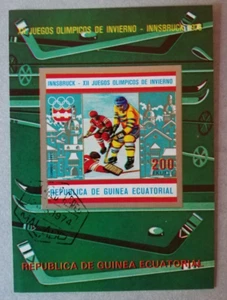 XII JUEGOS OLIMPICOS DE INVIERNO - INNSBRUCK
INNSBRUCK - XII JUEGOS OLIMPICOS DE INVIERNO
200
REPUBLICA DE GUINEA ECUATORIAL
REPUBLICA DE GUINEA ECUATORIAL